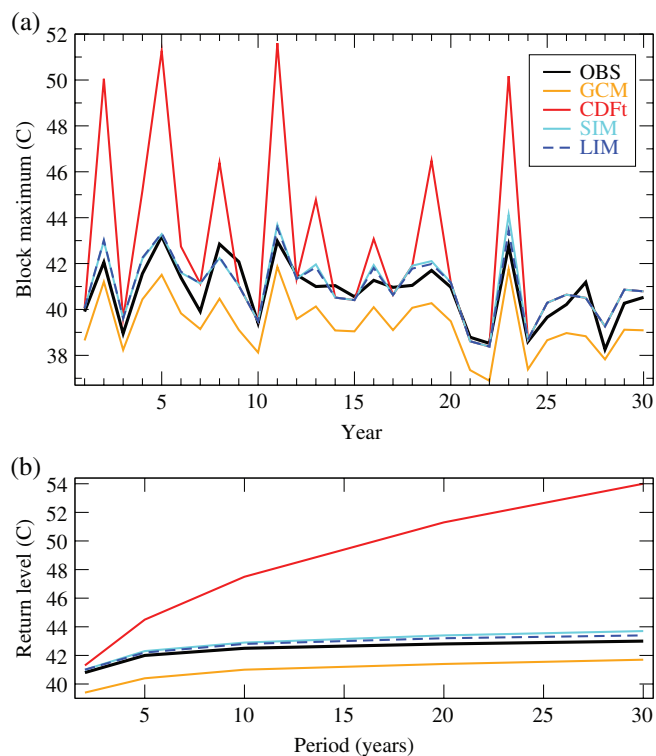 (a)
52
50
48
46
44
42
40
38
Block maximum (C)
OBS
GCM
CDFt
SIM
LIM
5
10
15
20
25
30
Year
(b)
54
52
50
48
46
44
42
40
Return level (C)
5
10
15
20
25
30
Period (years)